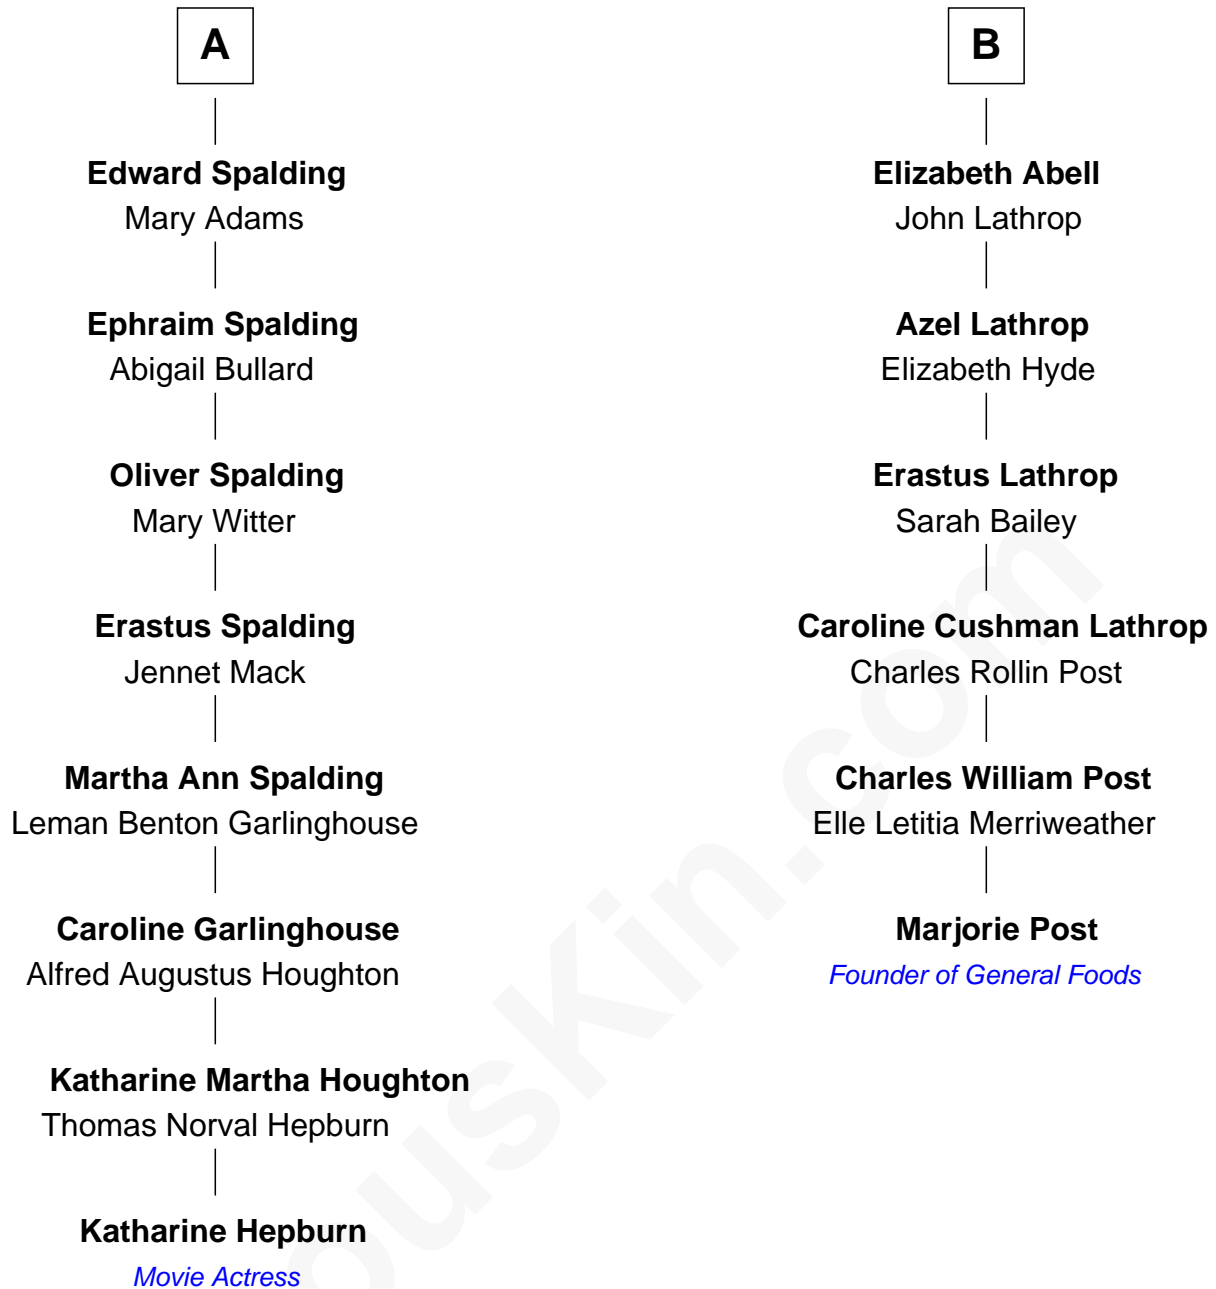 A
Edward Spalding
Mary Adams
Ephraim Spalding
Abigail Bullard
Oliver Spalding
Mary Witter
Erastus Spalding
Jennet Mack
Martha Ann Spalding
Leman Benton Garlinghouse
Caroline Garlinghouse
Alfred Augustus Houghton
Katharine Martha Houghton
Thomas Norval Hepburn
Katharine Hepburn
Movie Actress
B
Elizabeth Abell
John Lathrop
Azel Lathrop
Elizabeth Hyde
Erastus Lathrop
Sarah Bailey
Caroline Cushman Lathrop
Charles Rollin Post
Charles William Post
Elle Letitia Merriweather
Marjorie Post
Founder of General Foods
ousKin.com